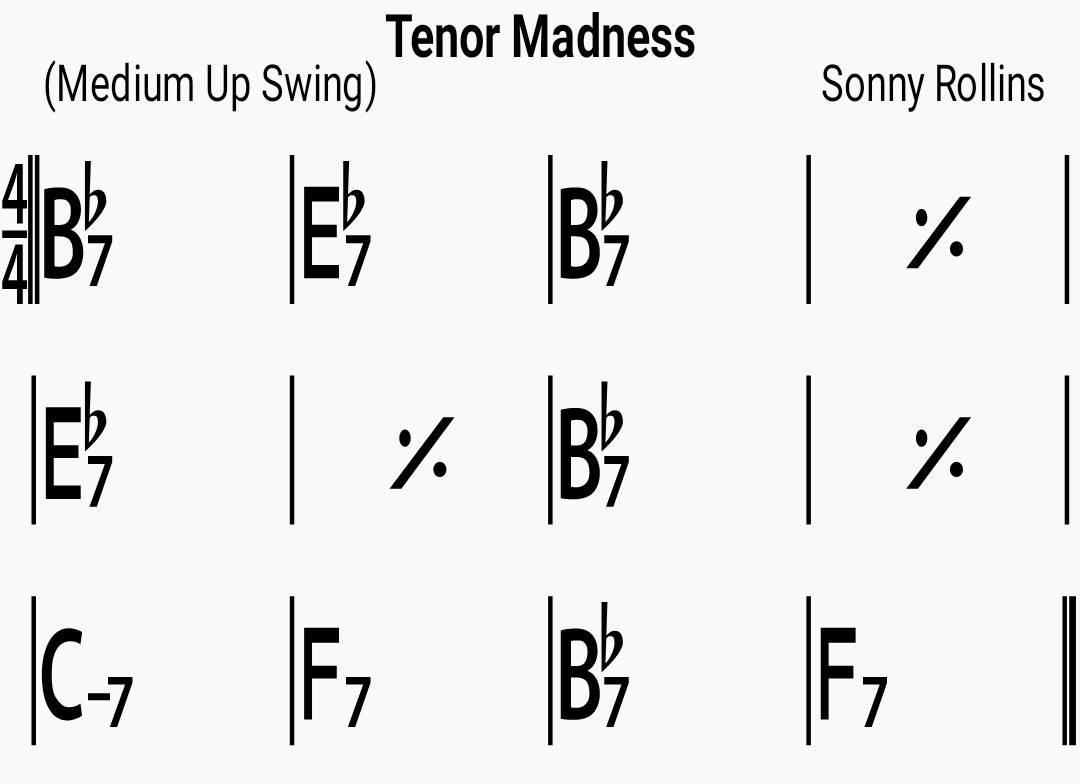 Tenor Madness
(Medium Up Swing) Sonny Rollins
4/4 B♭7 E♭7 B♭7 𝄎
E♭7 𝄎 B♭7 𝄎
C–7 F7 B♭7 F7